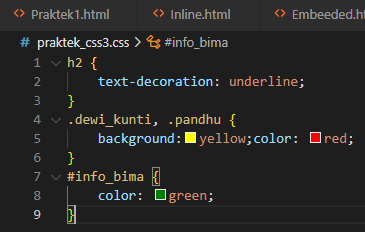 Praktek1.html Inline.html Embeeded.htm
# praktek_css3.css > #info_bima
1 h2 {
2 text-decoration: underline;
3 }
4 .dewi_kunti, .pandhu {
5 background:yellow;color: red;
6 }
7 #info_bima {
8 color: green;
9 }